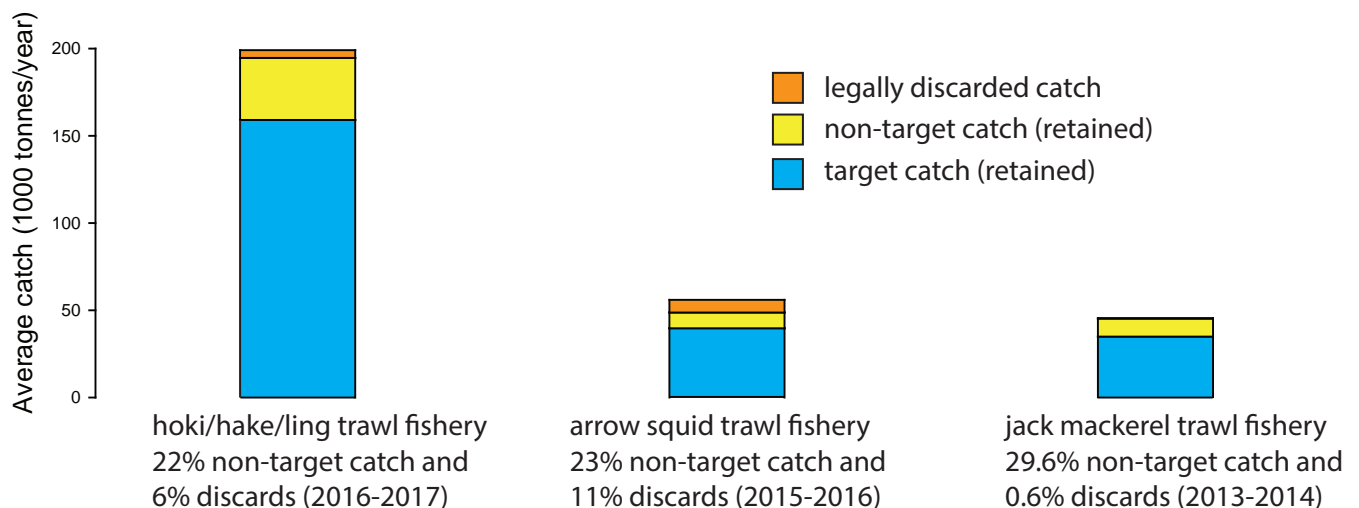 Average catch (1000 tonnes/year)
200
150
100
50
0
legally discarded catch
non-target catch (retained)
target catch (retained)
hoki/hake/ling trawl fishery
22% non-target catch and
6% discards (2016-2017)
arrow squid trawl fishery
23% non-target catch and
11% discards (2015-2016)
jack mackerel trawl fishery
29.6% non-target catch and
0.6% discards (2013-2014)